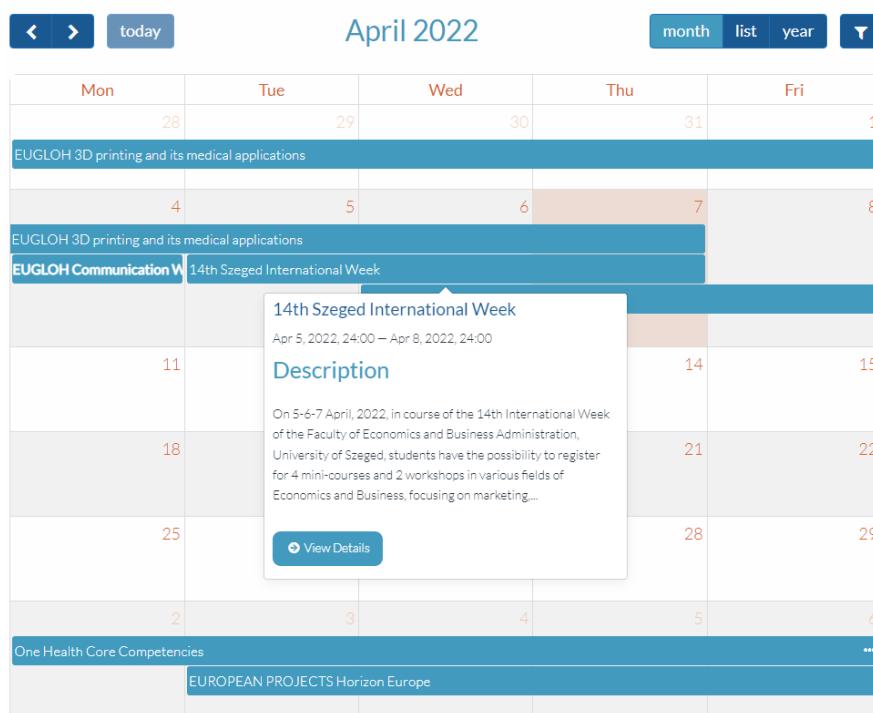 today
April 2022
month list year
Mon Tue Wed Thu Fri
28 29 30 31 1
EUGLOH 3D printing and its medical applications
4 5 6 7 8
EUGLOH 3D printing and its medical applications
EUGLOH Communication W 14th Szeged International Week
14th Szeged International Week
Apr 5, 2022, 24:00 — Apr 8, 2022, 24:00
Description
On 5-6-7 April, 2022, in course of the 14th International Week
of the Faculty of Economics and Business Administration,
University of Szeged, students have the possibility to register
for 4 mini-courses and 2 workshops in various fields of
Economics and Business, focusing on marketing,...
View Details
11 14 15
18 21 22
25 28 29
2 3 4 5 6
One Health Core Competencies
EUROPEAN PROJECTS Horizon Europe